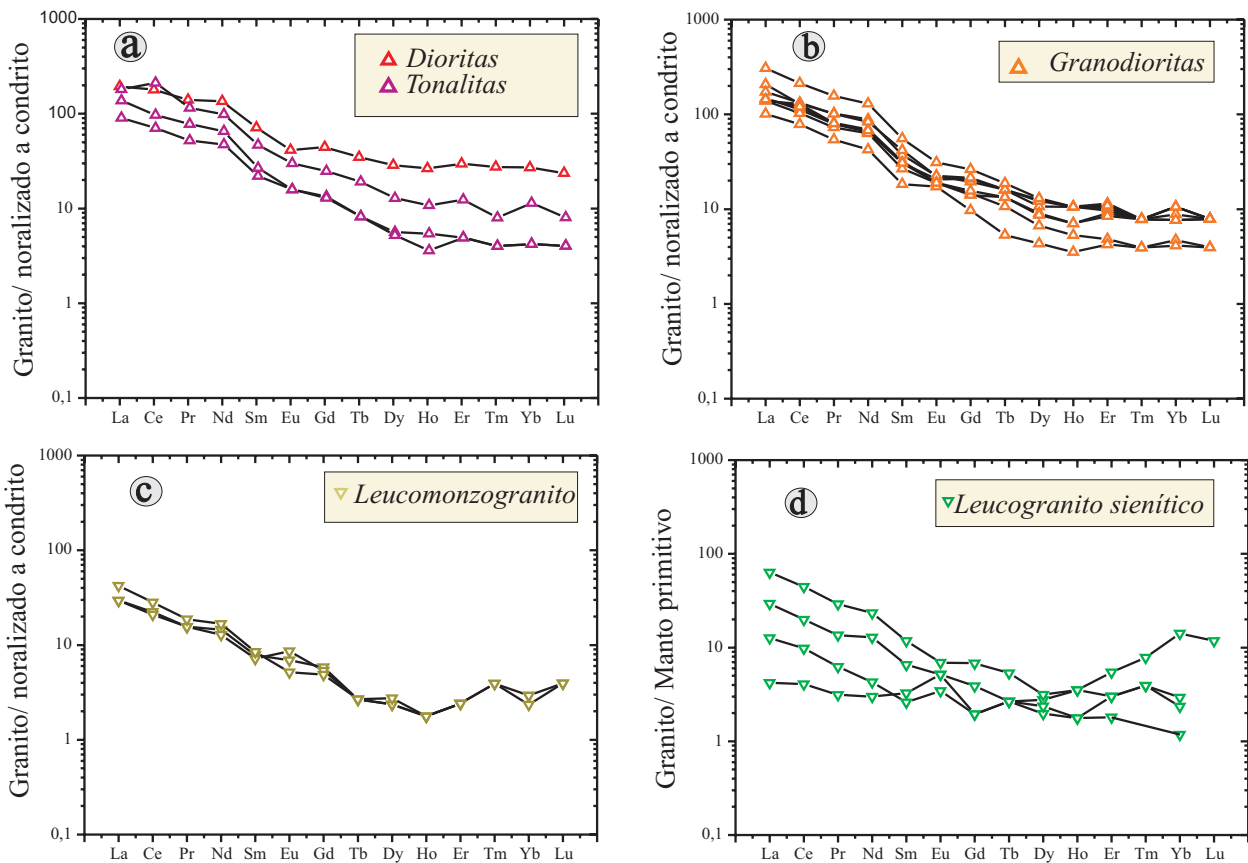 a
Dioritas
Tonalitas
Granito/ noralizado a condrito
1000
100
10
1
0,1
La Ce Pr Nd Sm Eu Gd Tb Dy Ho Er Tm Yb Lu
b
Granodioritas
Granito/ noralizado a condrito
1000
100
10
1
0,1
La Ce Pr Nd Sm Eu Gd Tb Dy Ho Er Tm Yb Lu
c
Leucomonzogranito
Granito/ noralizado a condrito
1000
100
10
1
0,1
La Ce Pr Nd Sm Eu Gd Tb Dy Ho Er Tm Yb Lu
d
Leucogranito sienítico
Granito/ Manto primitivo
1000
100
10
1
0,1
La Ce Pr Nd Sm Eu Gd Tb Dy Ho Er Tm Yb Lu